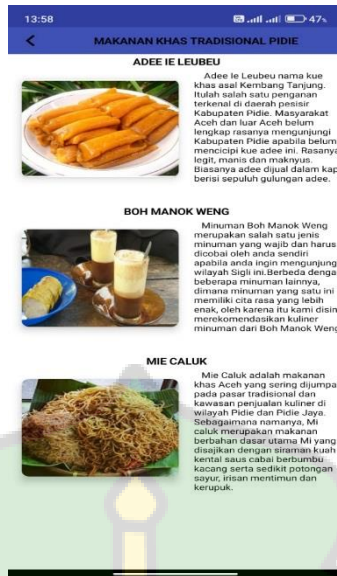 13:58
47%
MAKANAN KHAS TRADISIONAL PIDIE
ADEE IE LEUBEU
Adee Ie Leubeu nama kue
khas asal Kembang Tanjung.
Itulah salah satu penganan
terkenal di daerah pesisir
Kabupaten Pidie. Masyarakat
Aceh dan luar Aceh belum
lengkap rasanya mengunjungi
Kabupaten Pidie apabila belum
mencicipi kue adee ini. Rasanya
legit, manis dan maknyus.
Biasanya adee dijual dalam kap
berisi sepuluh gulungan adee.
BOH MANOK WENG
Minuman Boh Manok Weng
merupakan salah satu jenis
minuman yang wajib dan harus
dicobai oleh anda sendiri
apabila anda ingin mengunjung
wilayah Sigli ini.Berbeda denga
beberapa minuman lainnya,
dimana minuman yang satu ini
memiliki cita rasa yang lebih
enak, oleh karena itu kami disin
merekomendasikan kuliner
minuman dari Boh Manok Weng
MIE CALUK
Mie Caluk adalah makanan
khas Aceh yang sering dijumpa
pada pasar tradisional dan
kawasan penjualan kuliner di
wilayah Pidie dan Pidie Jaya.
Sebagaimana namanya, Mi
caluk merupakan makanan
berbahan dasar utama Mi yang
disajikan dengan siraman kuah
kental saus cabai berbumbu
kacang serta sedikit potongan
sayur, irisan mentimun dan
kerupuk.